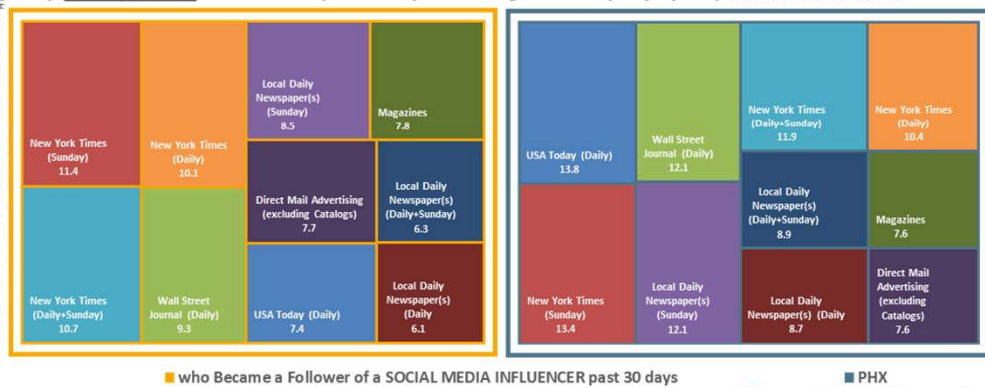 New York Times
(Sunday)
11.4
New York Times
(Daily)
10.1
Local Daily
Newspaper(s)
(Sunday)
8.5
Magazines
7.8
Direct Mail Advertising
(excluding Catalogs)
7.7
Local Daily
Newspaper(s)
(Daily+Sunday)
6.3
New York Times
(Daily+Sunday)
10.7
Wall Street
Journal (Daily)
9.3
USA Today (Daily)
7.4
Local Daily
Newspaper(s)
(Daily
6.1
USA Today (Daily)
13.8
Wall Street
Journal (Daily)
12.1
New York Times
(Daily+Sunday)
11.9
New York Times
(Daily)
10.4
Local Daily
Newspaper(s)
(Daily+Sunday)
8.9
Magazines
7.6
New York Times
(Sunday)
13.4
Local Daily
Newspaper(s)
(Sunday)
12.1
Local Daily
Newspaper(s) (Daily
8.7
Direct Mail
Advertising
(excluding
Catalogs)
7.6
who Became a Follower of a SOCIAL MEDIA INFLUENCER past 30 days
PHX